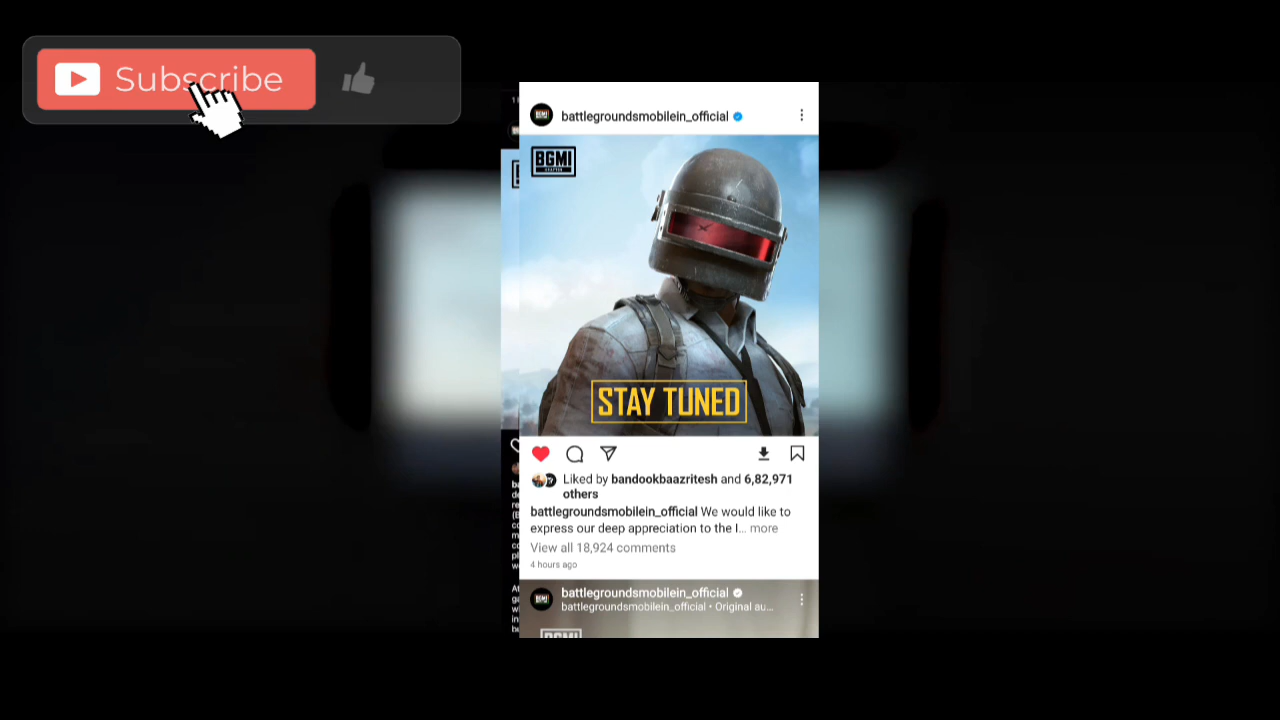 Subscribe
battlegroundsmobilein_official
BGMI
STAY TUNED
Liked by bandookbaazritesh and 6,82,971
others
battlegroundsmobilein_official We would like to
express our deep appreciation to the I... more
View all 18,924 comments
4 hours ago
battlegroundsmobilein_official
battlegroundsmobilein_official • Original au...
BGMI